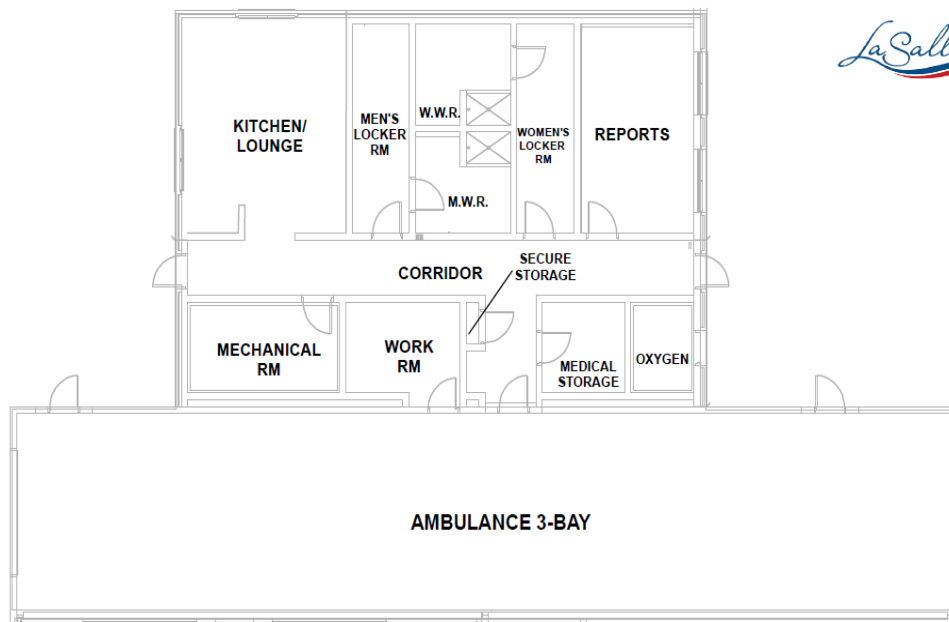 LaSall
KITCHEN/
LOUNGE
MEN'S
LOCKER
RM
W.W.R.
M.W.R.
WOMEN'S
LOCKER
RM
REPORTS
CORRIDOR
SECURE
STORAGE
MECHANICAL
RM
WORK
RM
MEDICAL
STORAGE
OXYGEN
AMBULANCE 3-BAY